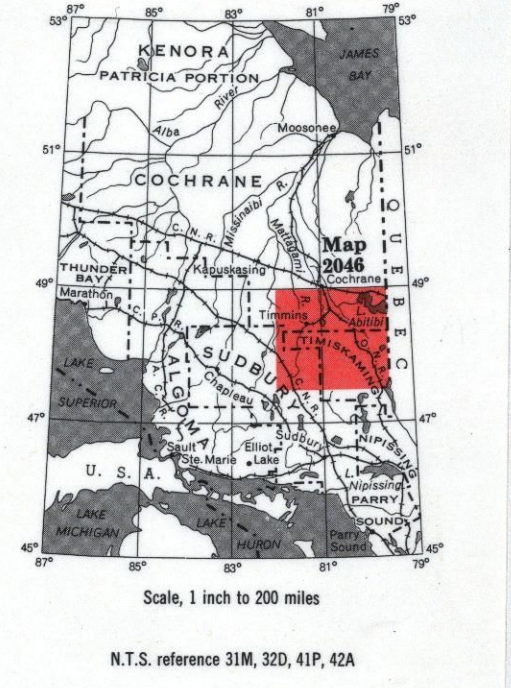 87° 85° 83° 81° 79°
53° 53°
KENORA
PATRICIA PORTION
JAMES
BAY
River
Alba
Moosonee
51° 51°
COCHRANE
Missinaibi R.
Mattagami
C. N. R.
QUEBEC
Map
2046
THUNDER
BAY
Kapuskasing
Cochrane
49° 49°
Marathon
R.
Timmins
L.
Abitibi
C. P. R.
TIMISKAMING
O. N. R.
SUDBURY
LAKE
SUPERIOR
A. C. R.
ALGOMA
Chapleau
C. N. R.
47° 47°
Sudbury
NIPISSING
Sault
Ste. Marie
Elliot
Lake
U. S. A.
L.
Nipissing
PARRY
SOUND
LAKE
MICHIGAN
LAKE
HURON
Parry
Sound
45° 45°
87° 85° 83° 81° 79°
Scale, 1 inch to 200 miles
N.T.S. reference 31M, 32D, 41P, 42A